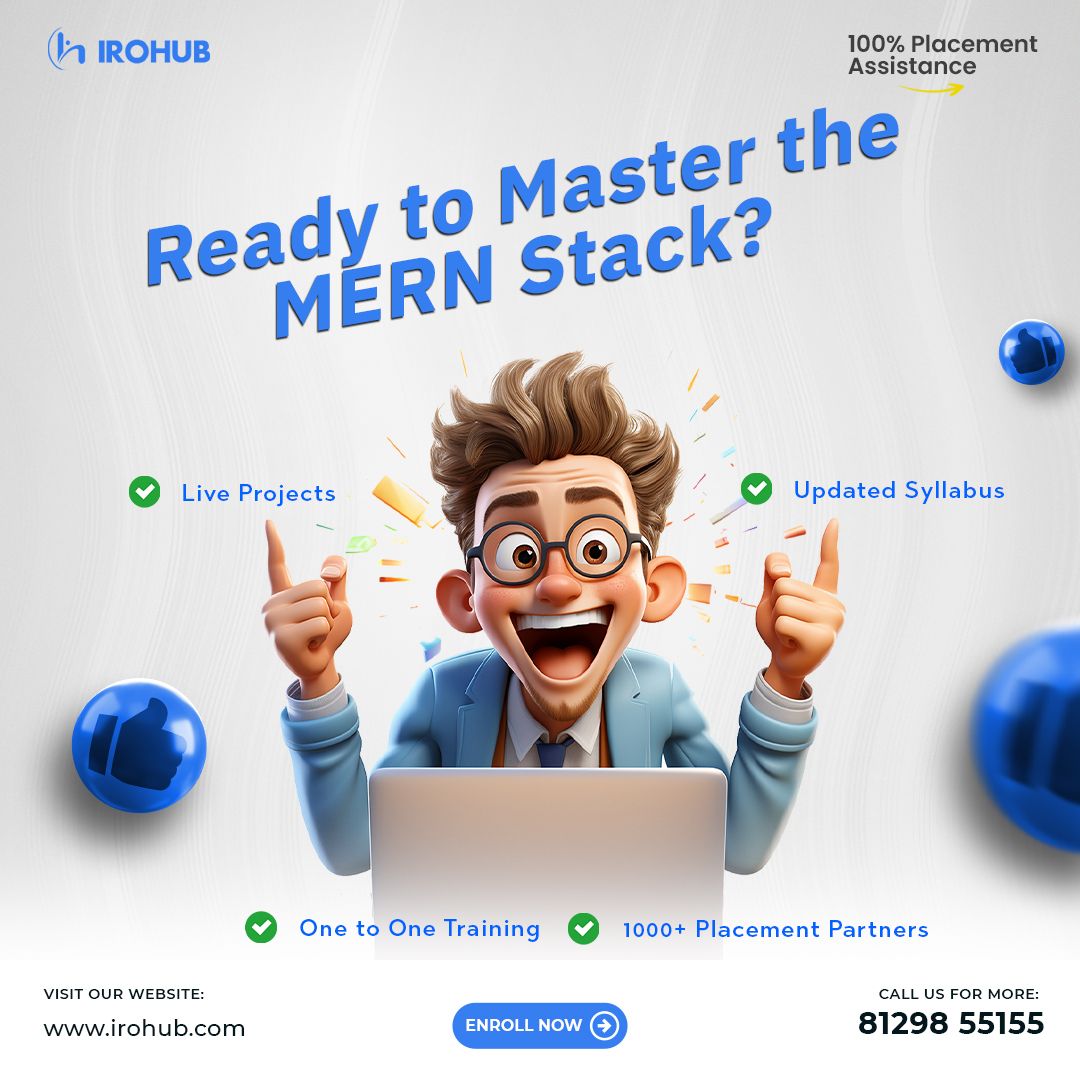 IROHUB
100% Placement
Assistance
Ready to Master the
MERN Stack?
Live Projects
Updated Syllabus
One to One Training
1000+ Placement Partners
VISIT OUR WEBSITE:
www.irohub.com
ENROLL NOW
CALL US FOR MORE:
81298 55155